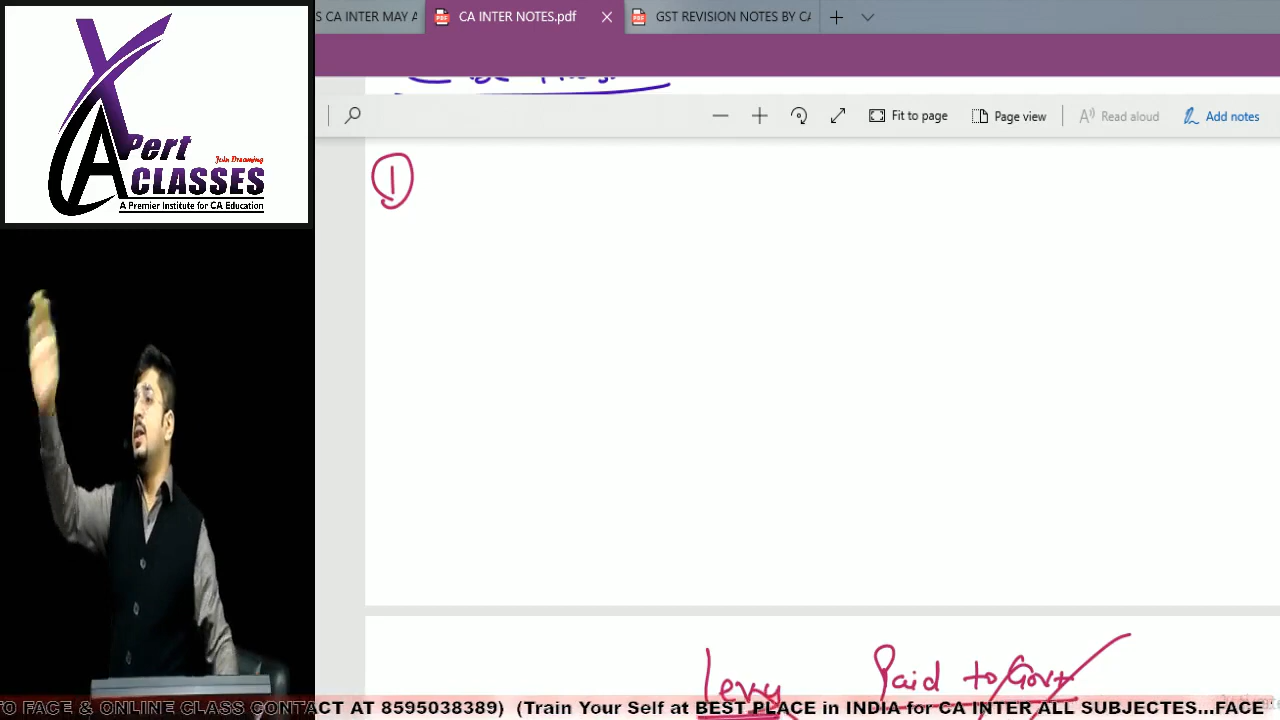 S CA INTER MAY A
CA INTER NOTES.pdf
GST REVISION NOTES BY CA
Fit to page
Page view
Read aloud
Add notes
XPert
Join Dreaming
CLASSES
A Premier Institute for CA Education
1
Levy Paid to Govt
TO FACE & ONLINE CLASS CONTACT AT 8595038389) (Train Your Self at BEST PLACE in INDIA for CA INTER ALL SUBJECTES...FACE